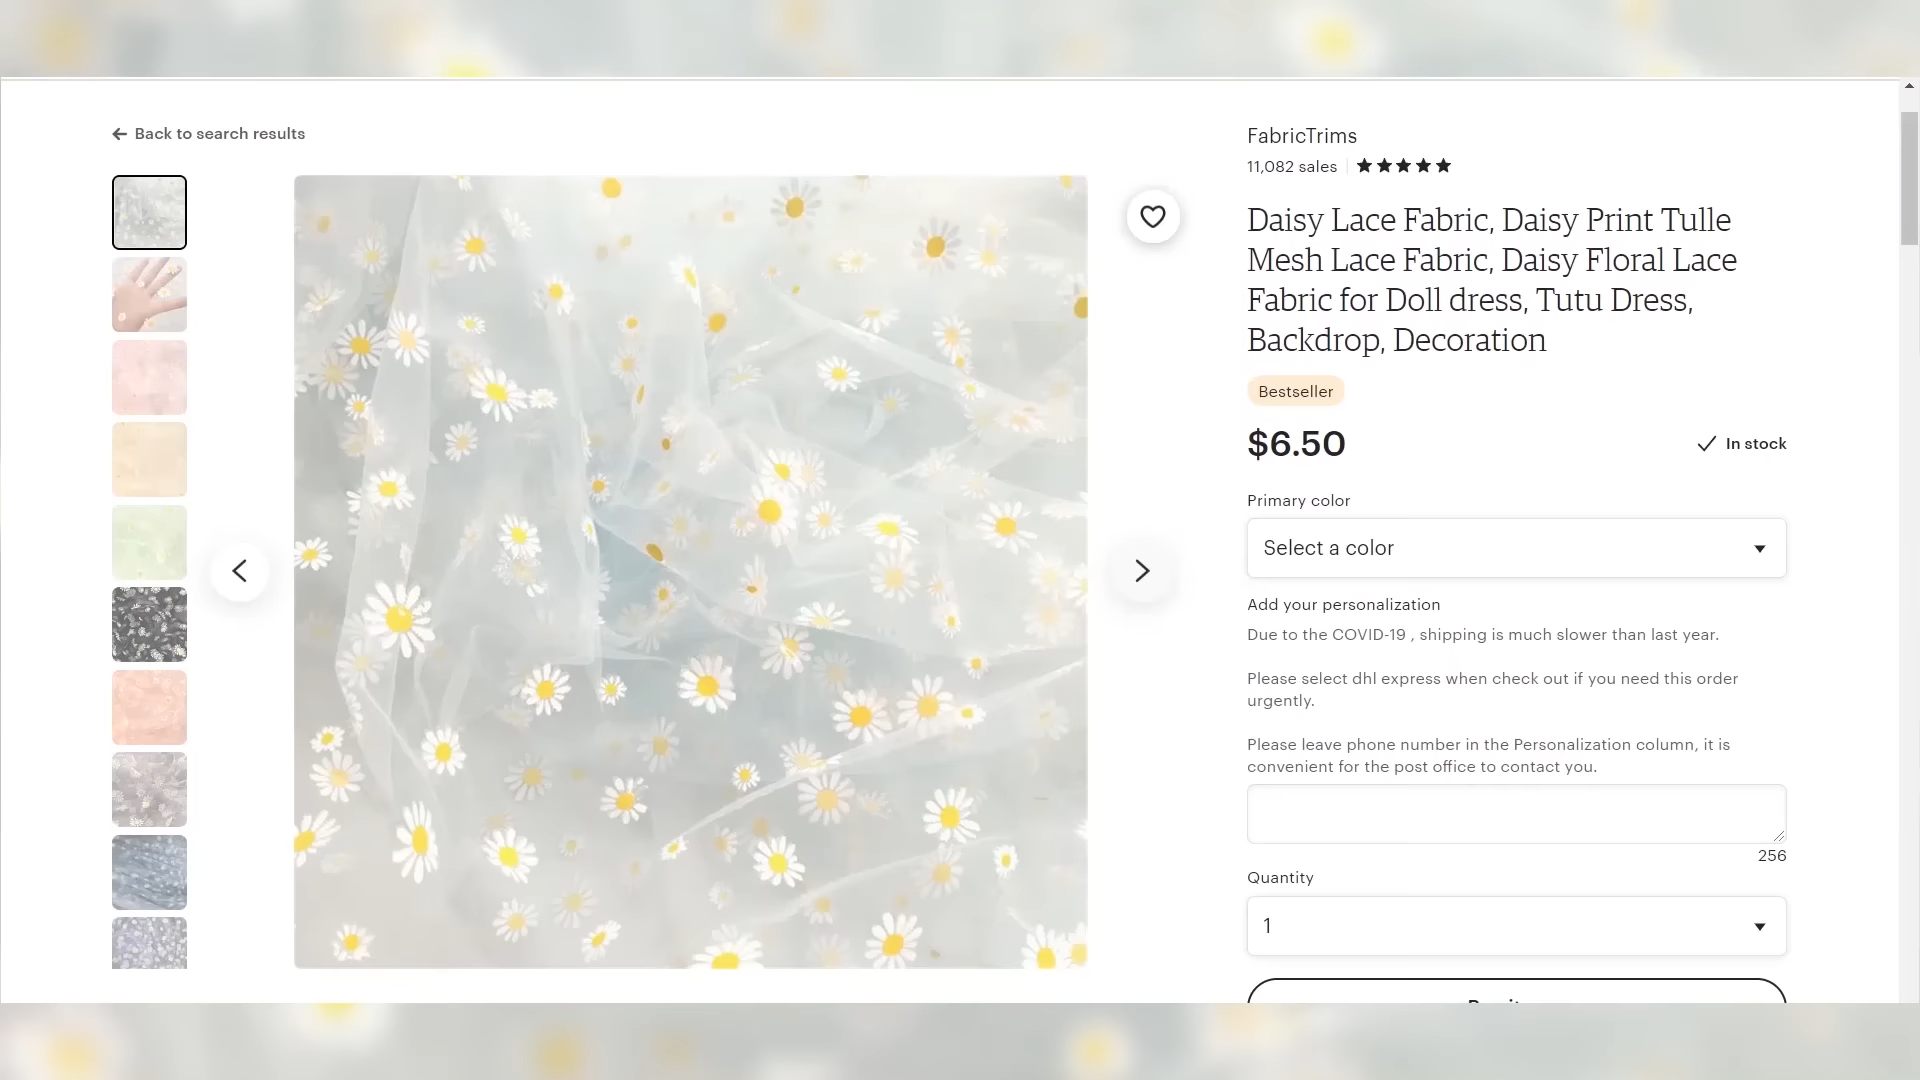 Back to search results
FabricTrims
11,082 sales
Daisy Lace Fabric, Daisy Print Tulle
Mesh Lace Fabric, Daisy Floral Lace
Fabric for Doll dress, Tutu Dress,
Backdrop, Decoration
Bestseller
$6.50
In stock
Primary color
Select a color
Add your personalization
Due to the COVID-19 , shipping is much slower than last year.
Please select dhl express when check out if you need this order
urgently.
Please leave phone number in the Personalization column, it is
convenient for the post office to contact you.
256
Quantity
1